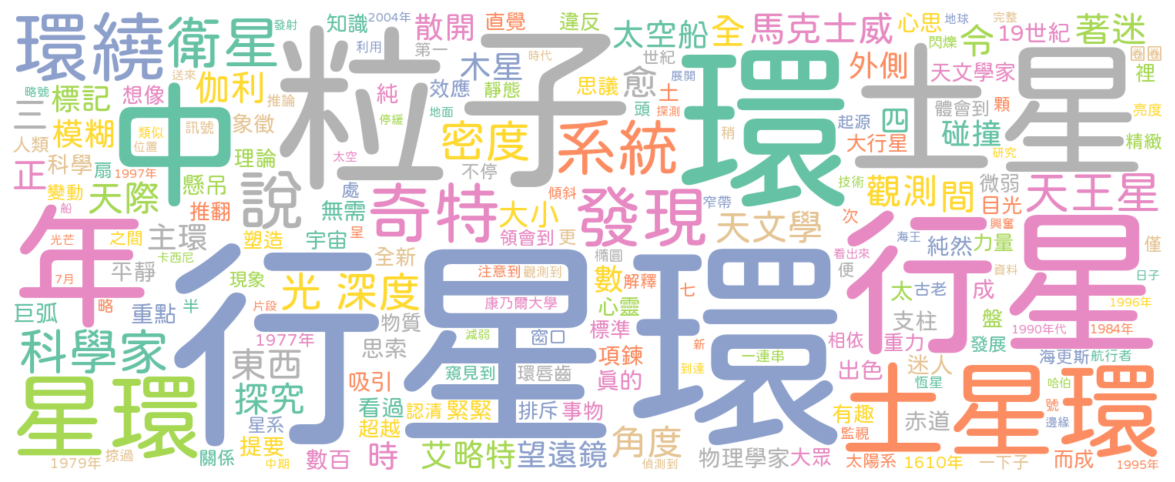 環繞
衛星
發射
中
粒子
環
土星
年
行星環
行星
星環
土星環
知識
2004年
利用
散開
第一
直覺
時代
違反
太空船
世紀
全
展開
馬克士威
心思
地球
令
閃爍
完整
19世紀
著迷
送來
略號
標記
想像
伽利
推論
木星
效應
純
靜態
地面
停緩
思議
愈
頭
土
探測
外側
天文學家
體會到
顆
裡
亮度
三
人類
模糊
類似
位置
訊號
象徵
密度
系統
稍
起源
四
大行星
碰撞
研究
精緻
正
科學
1997年
扇
理論
太空
不停
懸吊
說
處
無需
奇特
傾斜
大小
發現
窄帶
技術
觀測
間
微弱
目光
天王星
變動
天際
船
推翻
光芒
之間
卡西尼
主環
塑造
宇宙
呈
領會到
更
天文學
次
海王
純然
興奮
力量
僅
看出來
7月
略
平靜
現象
全新
注意到
觀測到
橢圓
數
解釋
七
便
太
古老
成
資料
日子
巨弧
重點
半
片段
光
深度
康乃爾大學
心靈
標準
新
支柱
盤
1990年代
1996年
1984年
科學家
1977年
物質
減弱
窗口
項鍊
一連串
相依
重力
發展
海更斯
航行者
東西
思索
窺見到
環唇齒
真的
到達
出色
迷人
恆星
哈伯
探究
吸引
看過
認清
緊緊
排斥
事物
有趣
赤道
號
邊緣
星系
提要
中期
超越
角度
監視
1979年
掠過
關係
數百
時
艾略特
望遠鏡
偵測到
物理學家
大眾
太陽系
1610年
一下子
而成
1995年